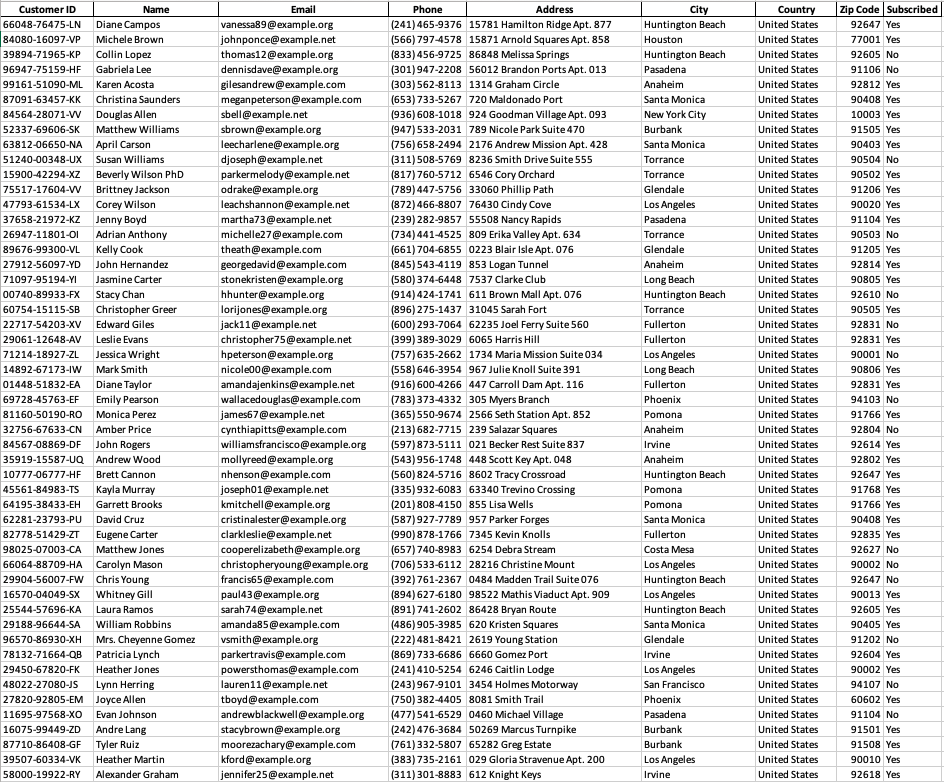 Customer ID Name Email Phone Address City Country Zip Code Subscribed
66048-76475-LN Diane Campos vanessa89@example.org (241)465-9376 15781 Hamilton Ridge Apt. 877 Huntington Beach United States 92647 Yes
84080-16097-VP Michele Brown johnponce@example.net (566)797-4578 15871 Arnold Squares Apt. 858 Houston United States 77001 Yes
39894-71965-KP Collin Lopez thomas12@example.org (833)456-9725 86848 Melissa Springs Huntington Beach United States 92605 No
96947-75159-HF Gabriela Lee dennisdave@example.org (301)947-2208 56012 Brandon Ports Apt. 013 Pasadena United States 91106 No
99161-51090-ML Karen Acosta gilesandrew@example.com (303)562-8113 1314 Graham Circle Anaheim United States 92812 Yes
87091-63457-KK Christina Saunders meganpeterson@example.com (653)733-5267 720 Maldonado Port Santa Monica United States 90408 Yes
84564-28071-VV Douglas Allen sbell@example.net (936)608-1018 924 Goodman Village Apt. 093 New York City United States 10003 Yes
52337-69606-SK Matthew Williams sbrown@example.org (947)533-2031 789 Nicole Park Suite 470 Burbank United States 91505 Yes
63812-06650-NA April Carson leecharlene@example.org (756)658-2494 2176 Andrew Mission Apt. 428 Santa Monica United States 90403 Yes
51240-00348-UX Susan Williams djoseph@example.net (311)508-5769 8236 Smith Drive Suite 555 Torrance United States 90504 No
15900-42294-XZ Beverly Wilson PhD parkermelody@example.net (817)760-5712 6546 Cory Orchard Torrance United States 90502 Yes
75517-17604-VV Brittney Jackson odrake@example.org (789)447-5756 33060 Phillip Path Glendale United States 91206 Yes
47793-61534-LX Corey Wilson leachshannon@example.net (872)466-8807 76430 Cindy Cove Los Angeles United States 90020 Yes
37658-21972-KZ Jenny Boyd martha73@example.net (239)282-9857 55508 Nancy Rapids Pasadena United States 91104 Yes
26947-11801-OI Adrian Anthony michelle27@example.com (734)441-4525 809 Erika Valley Apt. 634 Torrance United States 90503 No
89676-99300-VL Kelly Cook theath@example.com (661)704-6855 0223 Blair Isle Apt. 076 Glendale United States 91205 Yes
27912-56097-YD John Hernandez georgedavid@example.com (845)543-4119 853 Logan Tunnel Anaheim United States 92814 Yes
71097-95194-YI Jasmine Carter stonekristen@example.org (580)374-6448 7537 Clarke Club Long Beach United States 90805 Yes
00740-89933-FX Stacy Chan hhunter@example.org (914)424-1741 611 Brown Mall Apt. 076 Huntington Beach United States 92610 No
60754-15115-SB Christopher Greer lorijones@example.org (896)275-1437 31045 Sarah Fort Torrance United States 90505 Yes
22717-54203-XV Edward Giles jack11@example.net (600)293-7064 62235 Joel Ferry Suite 560 Fullerton United States 92831 No
29061-12648-AV Leslie Evans christopher75@example.net (399)389-3029 6065 Harris Hill Fullerton United States 92831 Yes
71214-18927-ZL Jessica Wright hpeterson@example.org (757)635-2662 1734 Maria Mission Suite 034 Los Angeles United States 90001 No
14892-67173-IW Mark Smith nicole00@example.com (558)646-3954 967 Julie Knoll Suite 391 Long Beach United States 90806 Yes
01448-51832-EA Diane Taylor amandajenkins@example.net (916)600-4266 447 Carroll Dam Apt. 116 Fullerton United States 92831 Yes
69728-45763-EF Emily Pearson wallacedouglas@example.com (783)373-4332 305 Myers Branch Phoenix United States 94103 No
81160-50190-RO Monica Perez james67@example.net (365)550-9674 2566 Seth Station Apt. 852 Pomona United States 91766 Yes
32756-67633-CN Amber Price cynthiapitts@example.com (213)682-7715 239 Salazar Squares Anaheim United States 92804 No
84567-08869-DF John Rogers williamsfrancisco@example.org (597)873-5111 021 Becker Rest Suite 837 Irvine United States 92614 Yes
35919-15587-UQ Andrew Wood mollyreed@example.org (543)956-1748 448 Scott Key Apt. 048 Anaheim United States 92802 Yes
10777-06777-HF Brett Cannon nhenson@example.com (560)824-5716 8602 Tracy Crossroad Huntington Beach United States 92647 Yes
45561-84983-TS Kayla Murray joseph01@example.net (335)932-6083 63340 Trevino Crossing Pomona United States 91768 Yes
64195-38433-EH Garrett Brooks kmitchell@example.org (201)808-4150 855 Lisa Wells Pomona United States 91766 Yes
62281-23793-PU David Cruz cristinalester@example.com (587)927-7789 957 Parker Forges Santa Monica United States 90408 Yes
82778-51429-ZT Eugene Carter clarkleslie@example.net (990)878-1766 7345 Kevin Knolls Fullerton United States 92835 Yes
98025-07003-CA Matthew Jones cooperelizabeth@example.org (657)740-8983 6254 Debra Stream Costa Mesa United States 92627 No
66064-88709-HA Carolyn Mason christopheryoung@example.org (706)533-6112 28216 Christine Mount Los Angeles United States 90002 No
29904-56007-FW Chris Young francis65@example.com (392)761-2367 0484 Madden Trail Suite 076 Huntington Beach United States 92647 No
16570-04049-SX Whitney Gill paul43@example.org (894)627-6180 98522 Mathis Viaduct Apt. 909 Los Angeles United States 90013 Yes
25544-57696-KA Laura Ramos sarah74@example.net (891)741-2602 86428 Bryan Route Huntington Beach United States 92605 Yes
29188-96644-SA William Robbins amanda85@example.com (486)905-3985 620 Kristen Squares Santa Monica United States 90405 Yes
96570-86930-XH Mrs. Cheyenne Gomez vsmith@example.org (222)481-8421 2619 Young Station Glendale United States 91202 No
78132-71664-QB Patricia Lynch parkertravis@example.com (869)733-6686 6660 Gomez Port Irvine United States 92604 Yes
29450-67820-FK Heather Jones powersthomas@example.com (241)410-5254 6246 Caitlin Lodge Los Angeles United States 90002 Yes
48022-27080-JS Lynn Herring lauren11@example.net (243)967-9101 3454 Holmes Motorway San Francisco United States 94107 No
27820-92805-EM Joyce Allen tboyd@example.com (750)382-4405 8081 Smith Trail Phoenix United States 60602 Yes
11695-97568-XO Evan Johnson andrewblackwell@example.org (477)541-6529 0460 Michael Village Pasadena United States 91104 No
16075-99449-ZD Andre Lang stacybrown@example.org (242)476-3684 50269 Marcus Turnpike Burbank United States 91501 Yes
87710-86408-GF Tyler Ruiz moorezachary@example.com (761)332-5807 65282 Greg Estate Burbank United States 91508 Yes
39507-60334-VK Heather Martin kford@example.org (383)735-2161 029 Gloria Stravenue Apt. 200 Los Angeles United States 90010 Yes
58000-19922-RY Alexander Graham jennifer25@example.net (311)301-8883 612 Knight Keys Irvine United States 92618 Yes